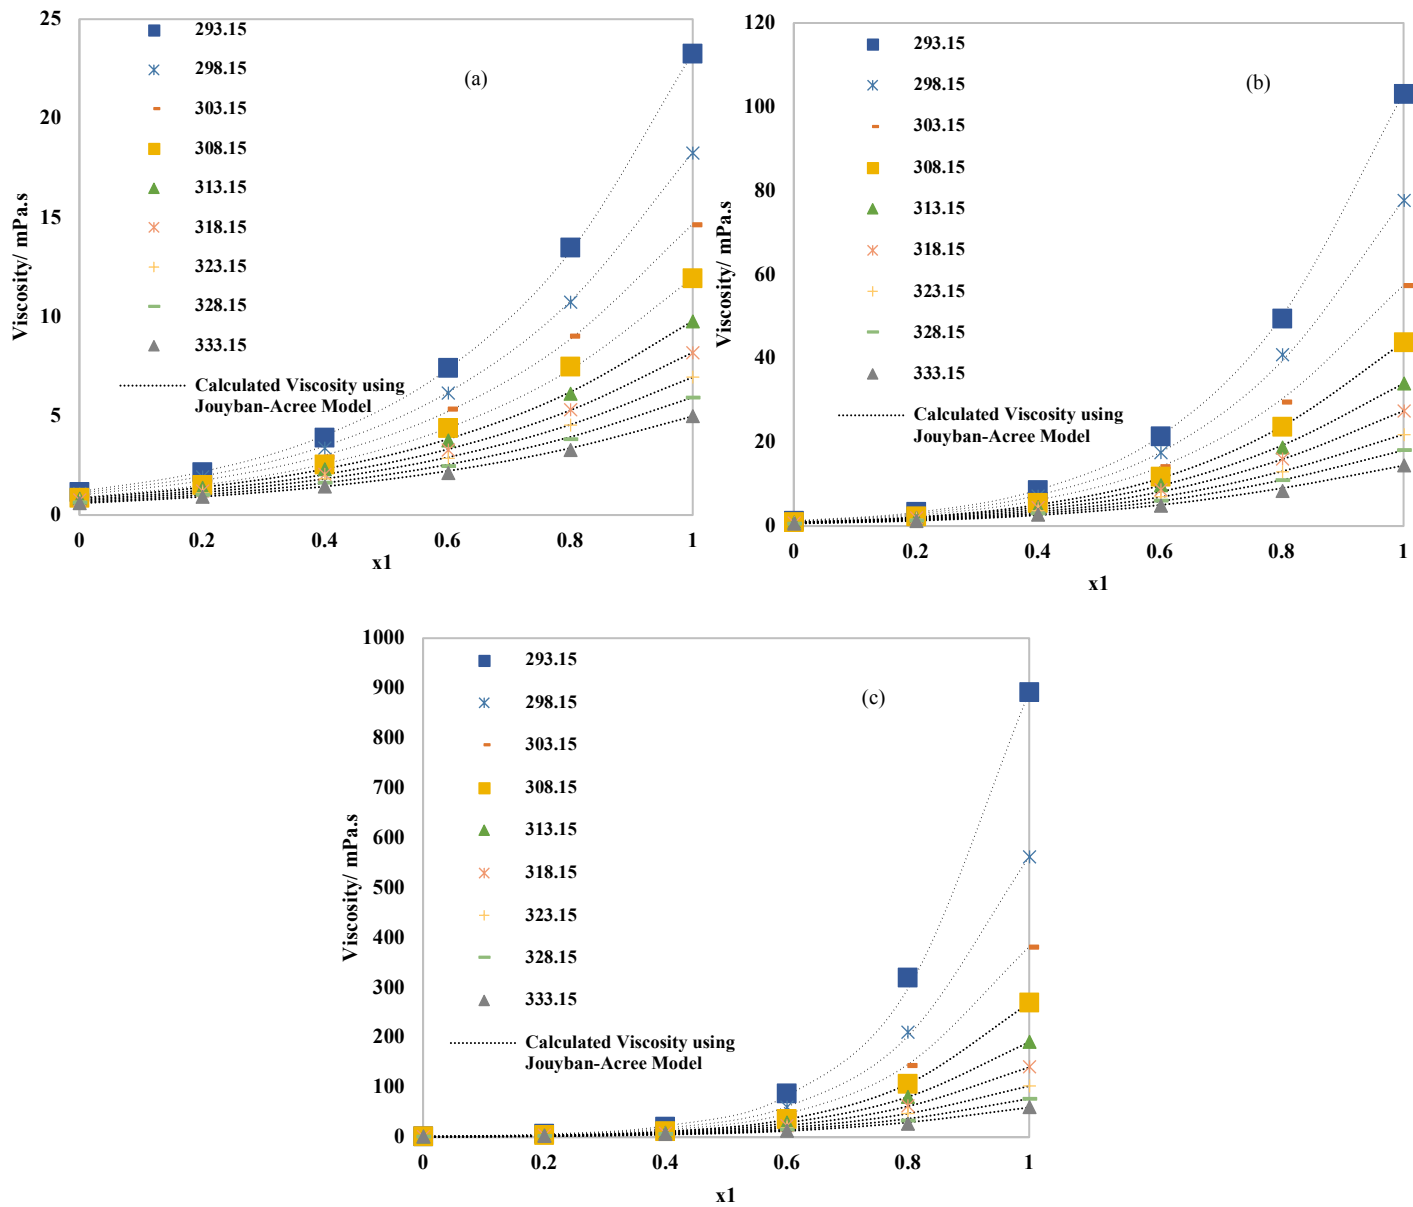 25
20
15
10
5
0
Viscosity/ mPa.s
293.15
298.15
303.15
308.15
313.15
318.15
323.15
328.15
333.15
Calculated Viscosity using
Jouyban-Acree Model
(a)
0 0.2 0.4 0.6 0.8 1
x1
120
100
80
60
40
20
0
Viscosity/ mPa.s
293.15
298.15
303.15
308.15
313.15
318.15
323.15
328.15
333.15
Calculated Viscosity using
Jouyban-Acree Model
(b)
0 0.2 0.4 0.6 0.8 1
x1
1000
900
800
700
600
500
400
300
200
100
0
Viscosity/ mPa.s
293.15
298.15
303.15
308.15
313.15
318.15
323.15
328.15
333.15
Calculated Viscosity using
Jouyban-Acree Model
(c)
0 0.2 0.4 0.6 0.8 1
x1